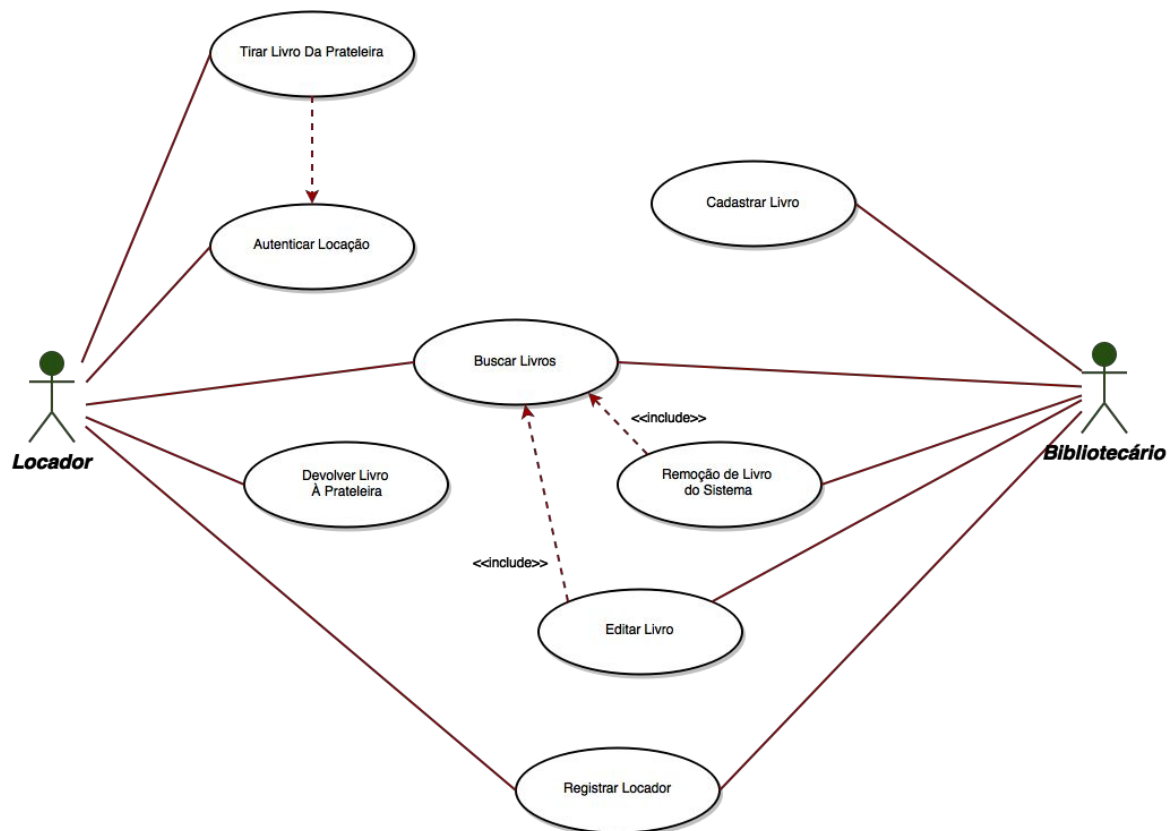 Tirar Livro Da Prateleira
Cadastrar Livro
Autenticar Locação
Buscar Livros
<<include>>
Locador
Bibliotecário
Devolver Livro
À Prateleira
Remoção de Livro
do Sistema
<<include>>
Editar Livro
Registrar Locador